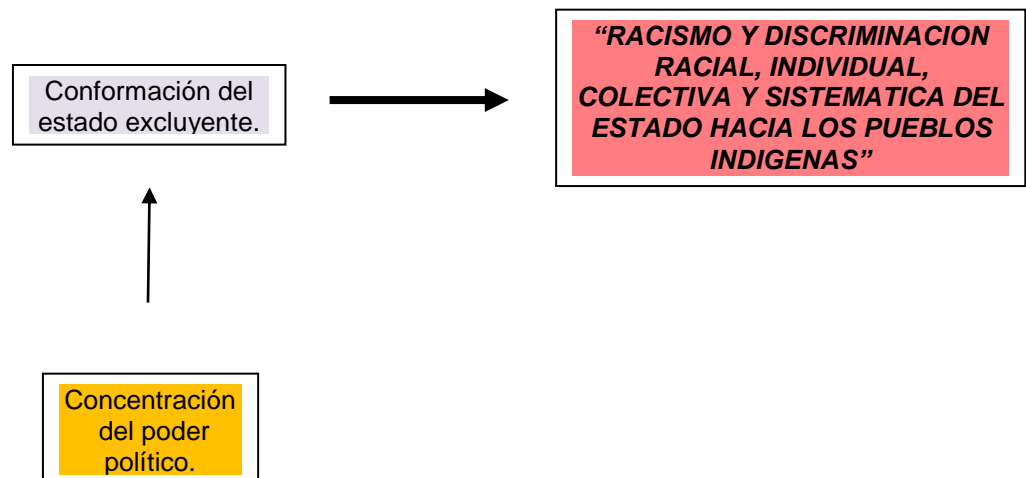 “RACISMO Y DISCRIMINACION
RACIAL, INDIVIDUAL,
COLECTIVA Y SISTEMATICA DEL
ESTADO HACIA LOS PUEBLOS
INDIGENAS”
Conformación del
estado excluyente.
Concentración
del poder
político.